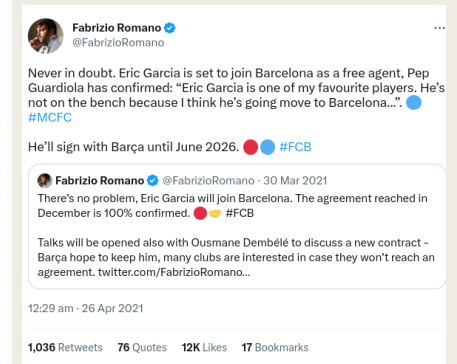 Fabrizio Romano
@FabrizioRomano
Never in doubt. Eric Garcia is set to join Barcelona as a free agent, Pep
Guardiola has confirmed: “Eric Garcia is one of my favourite players. He’s
not on the bench because I think he’s going move to Barcelona...”. 🔵
#MCFC
He’ll sign with Barça until June 2026. 🔴🔵 #FCB
Fabrizio Romano @FabrizioRomano · 30 Mar 2021
There’s no problem, Eric Garcia will join Barcelona. The agreement reached in
December is 100% confirmed. 🔴🤝 #FCB
Talks will be opened also with Ousmane Dembélé to discuss a new contract -
Barça hope to keep him, many clubs are interested in case they won’t reach an
agreement. twitter.com/FabrizioRomano...
12:29 am · 26 Apr 2021
1,036 Retweets 76 Quotes 12K Likes 17 Bookmarks